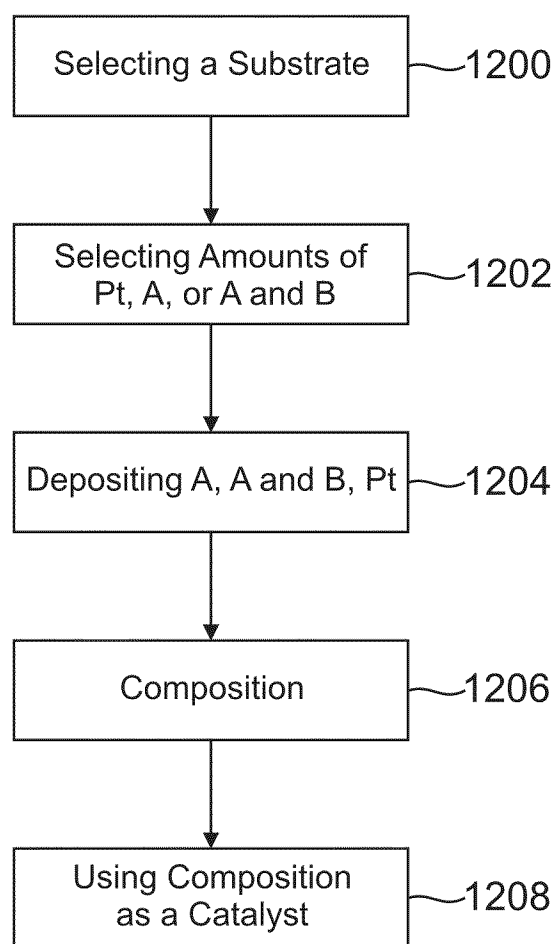 Selecting a Substrate
1200
Selecting Amounts of
Pt, A, or A and B
1202
Depositing A, A and B, Pt
1204
Composition
1206
Using Composition
as a Catalyst
1208